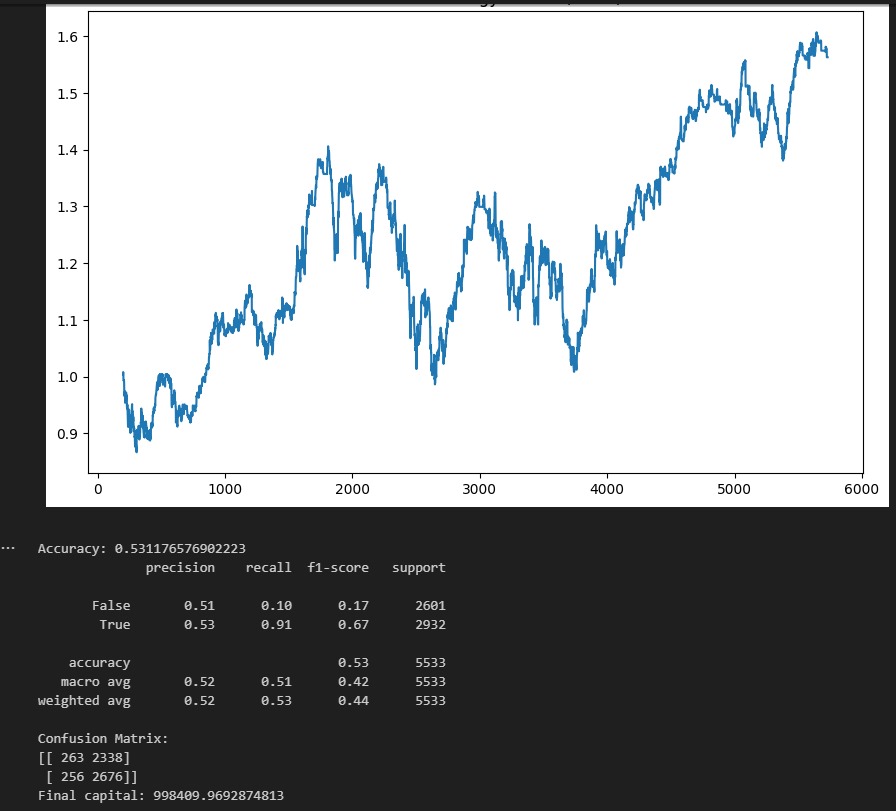 1.6
1.5
1.4
1.3
1.2
1.1
1.0
0.9
0 1000 2000 3000 4000 5000 6000
... Accuracy: 0.531176576902223
precision recall f1-score support
False 0.51 0.10 0.17 2601
True 0.53 0.91 0.67 2932
accuracy 0.53 5533
macro avg 0.52 0.51 0.42 5533
weighted avg 0.52 0.53 0.44 5533
Confusion Matrix:
[[ 263 2338]
[ 256 2676]]
Final capital: 998409.9692874813